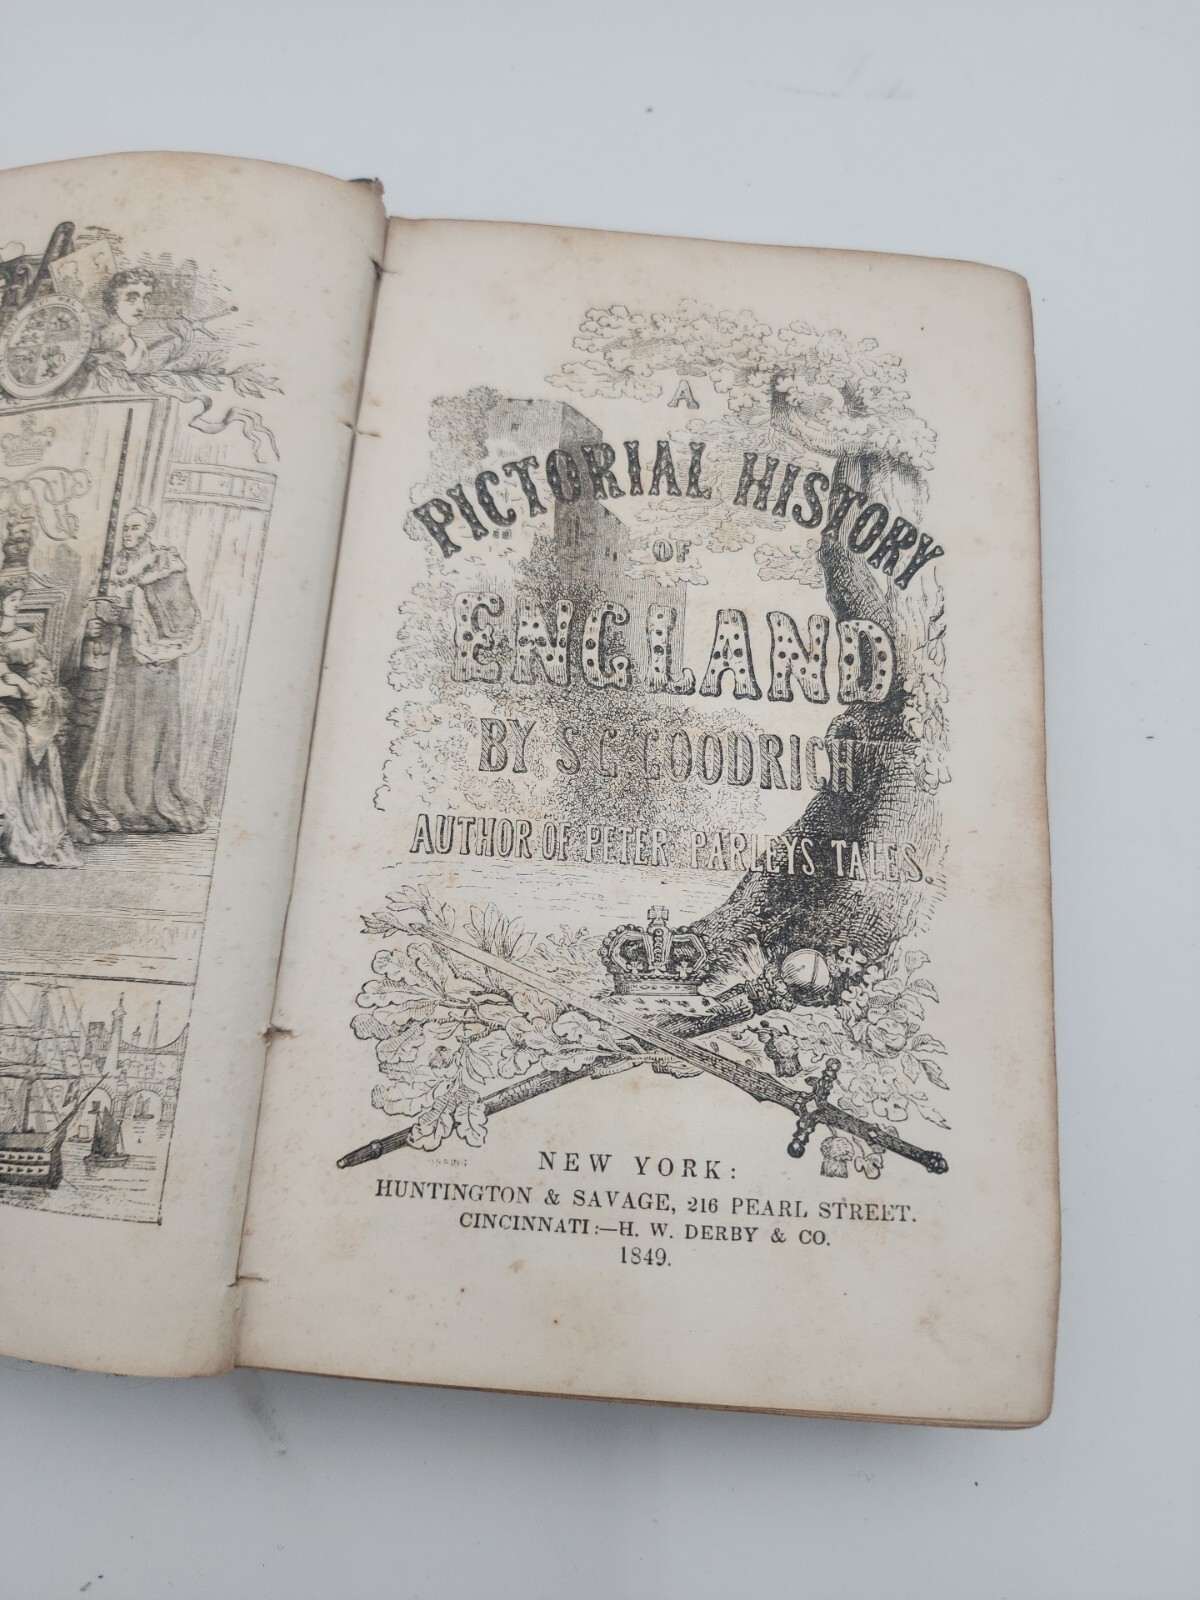 A
PICTORIAL HISTORY
OF
ENGLAND
BY S C GOODRICH
AUTHOR OF PETER PARLEYS TALES.
NEW YORK:
HUNTINGTON & SAVAGE, 216 PEARL STREET.
CINCINNATI:—H. W. DERBY & CO.
1849.